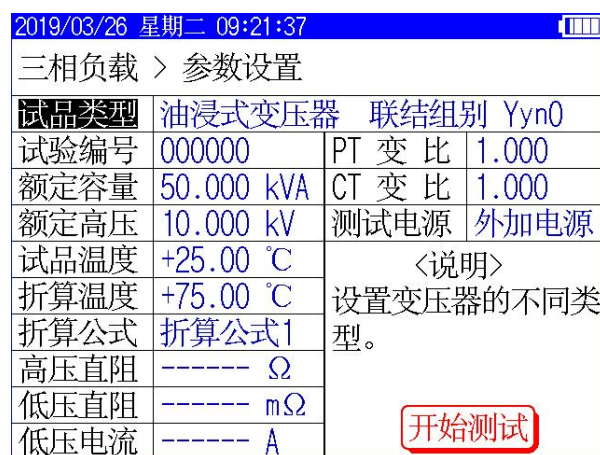 2019/03/26 星期二 09:21:37
三相负载 > 参数设置
试品类型 油浸式变压器 联结组别 Yyn0
试验编号 000000 PT 变 比 1.000
额定容量 50.000 kVA CT 变 比 1.000
额定高压 10.000 kV 测试电源 外加电源
试品温度 +25.00 ℃ <说明>
折算温度 +75.00 ℃ 设置变压器的不同类
折算公式 折算公式1 型。
高压直阻 ------ Ω
低压直阻 ------ mΩ
低压电流 ------ A 开始测试